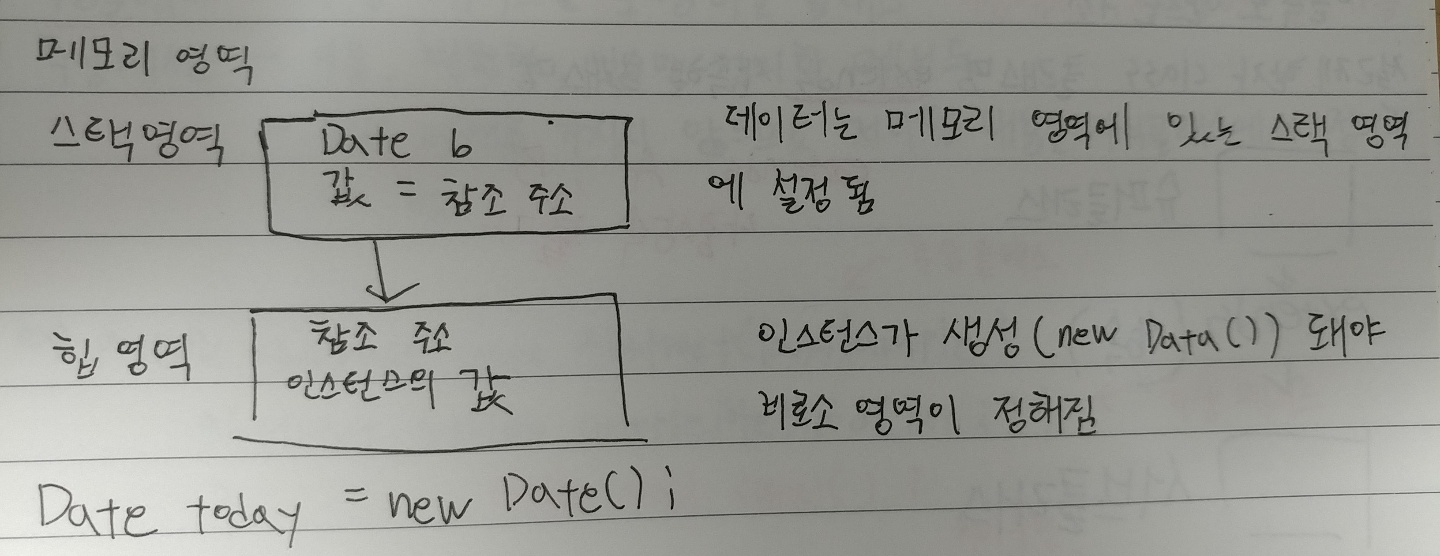 메모리 영역
스택영역
Date b
값 = 참조 주소
데이터는 메모리 영역에 있는 스택 영역
에 설정 됨
힙 영역
참조 주소
인스턴스의 값
인스턴스가 생성(new Data()) 돼야
비로소 영역이 정해짐
Date today = new Date();